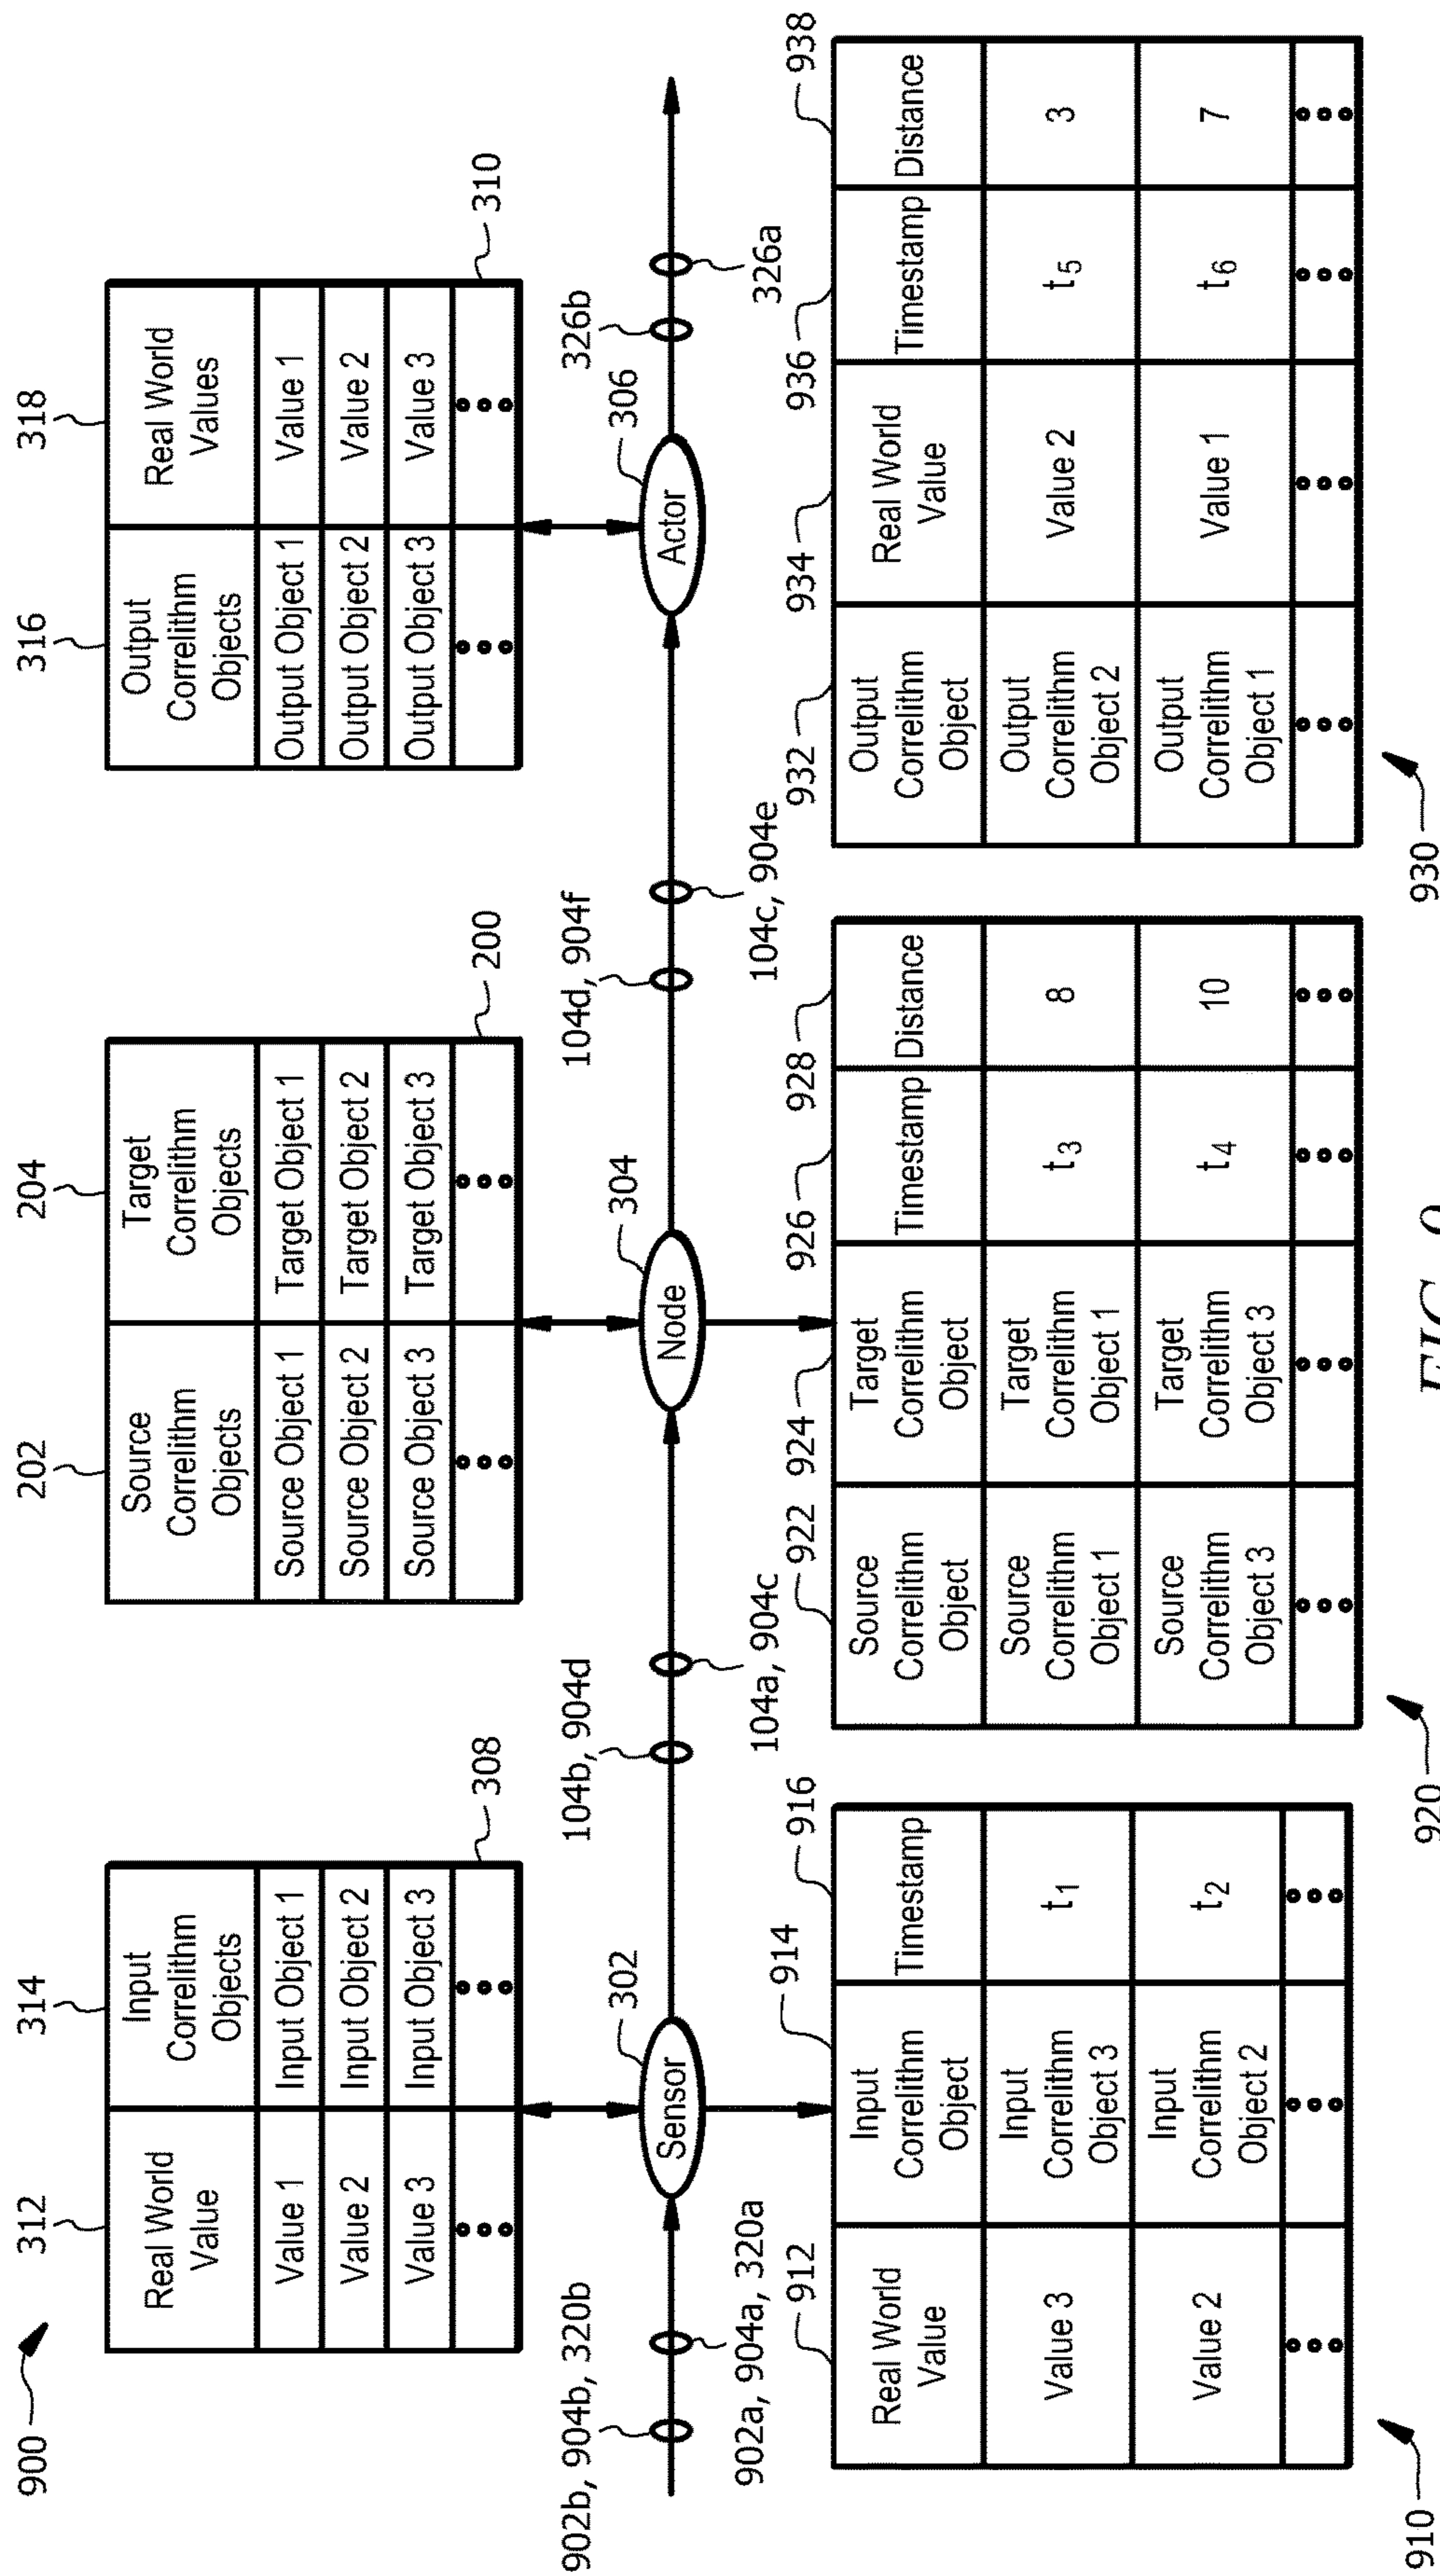 900
312
314
Real World
Value
Input
Correlithm
Objects
Value 1
Input Object 1
Value 2
Input Object 2
Value 3
Input Object 3
308
202
204
Source
Correlithm
Objects
Target
Correlithm
Objects
Source Object 1
Target Object 1
Source Object 2
Target Object 2
Source Object 3
Target Object 3
200
316
318
Output
Correlithm
Objects
Real World
Values
Output Object 1
Value 1
Output Object 2
Value 2
Output Object 3
Value 3
310
902b, 904b, 320b
902a, 904a, 320a
Sensor
302
104b, 904d
104a, 904c
Node
304
104d, 904f
104c, 904e
Actor
306
326b
326a
912
914
916
Real World
Value
Input
Correlithm
Object
Timestamp
Value 3
Input
Correlithm
Object 3
t1
Value 2
Input
Correlithm
Object 2
t2
910
922
924
926
928
Source
Correlithm
Object
Target
Correlithm
Object
Timestamp
Distance
Source
Correlithm
Object 1
Target
Correlithm
Object 1
t3
8
Source
Correlithm
Object 3
Target
Correlithm
Object 3
t4
10
920
932
934
936
938
Output
Correlithm
Object
Real World
Value
Timestamp
Distance
Output
Correlithm
Object 2
Value 2
t5
3
Output
Correlithm
Object 1
Value 1
t6
7
930
FIG. 9